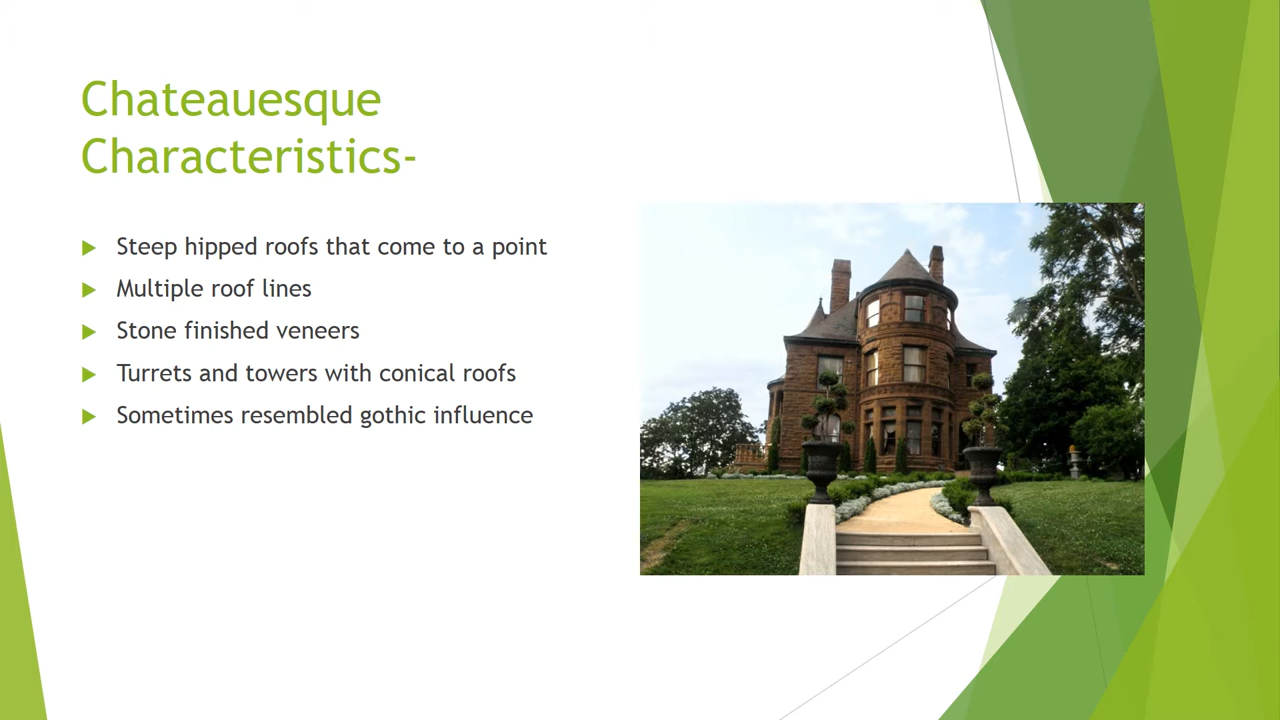 Chateauesque
Characteristics-
Steep hipped roofs that come to a point
Multiple roof lines
Stone finished veneers
Turrets and towers with conical roofs
Sometimes resembled gothic influence